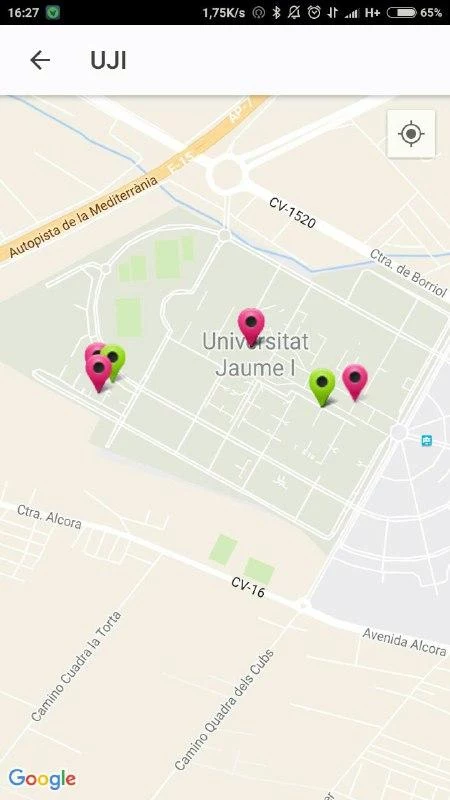 16:27
1,75K/s
H+
65%
UJI
AP-7
E-15
Autopista de la Mediterrània
CV-1520
Ctra. de Borriol
Universitat
Jaume I
Ctra. Alcora
CV-16
Avenida Alcora
Camino Cuadra la Torta
Camino Quadra dels Cubs
Google